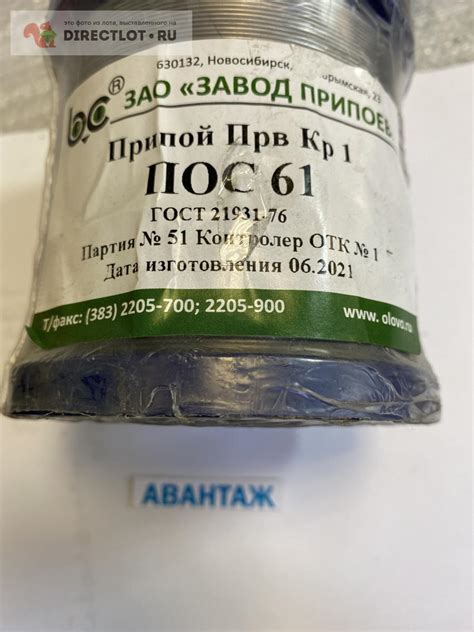 это фото из лота, выставленного на
DIRECTLOT.RU
630132, Новосибирск, рымская, 23
ЗАО «ЗАВОД ПРИПОЕВ
Припой Прв Кр 1
ПОС 61
ГОСТ 21931-76
Партия № 51 Контролер ОТК № 1
Дата изготовления 06.2021
Т/факс: (383) 2205-700; 2205-900
www. olovo.ru
АВАНТАЖ